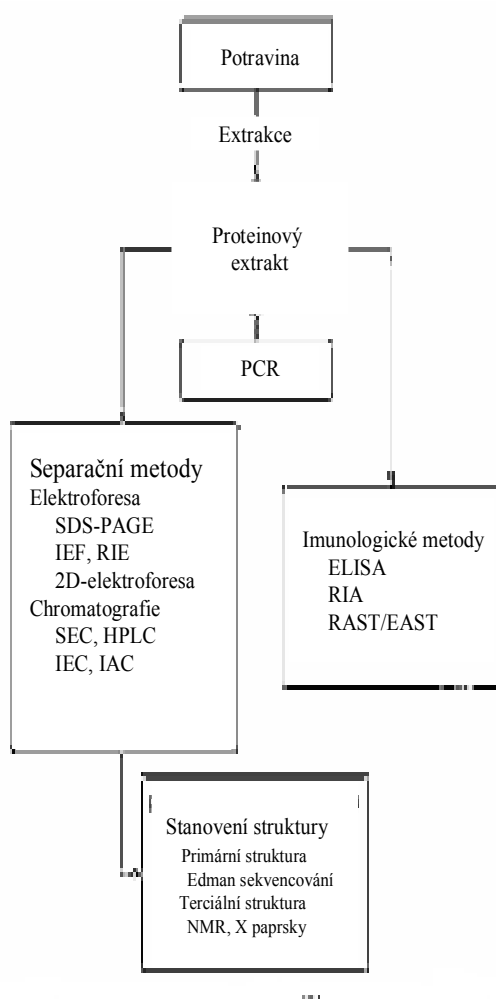 Potravina
Extrakce
Proteinový
extrakt
PCR
Separační metody
Elektroforesa
SDS-PAGE
IEF, RIE
2D-elektroforesa
Chromatografie
SEC, HPLC
IEC, IAC
Imunologické metody
ELISA
RIA
RAST/EAST
Stanovení struktury
Primární struktura
Edman sekvencování
Terciální struktura
NMR, X paprsky